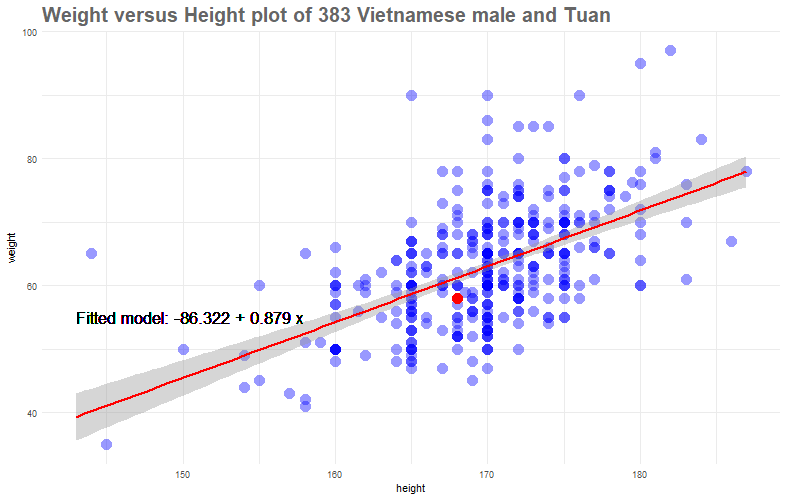 Weight versus Height plot of 383 Vietnamese male and Tuan
100
80
60
40
weight
Fitted model: -86.322 + 0.879 x
150 160 170 180
height